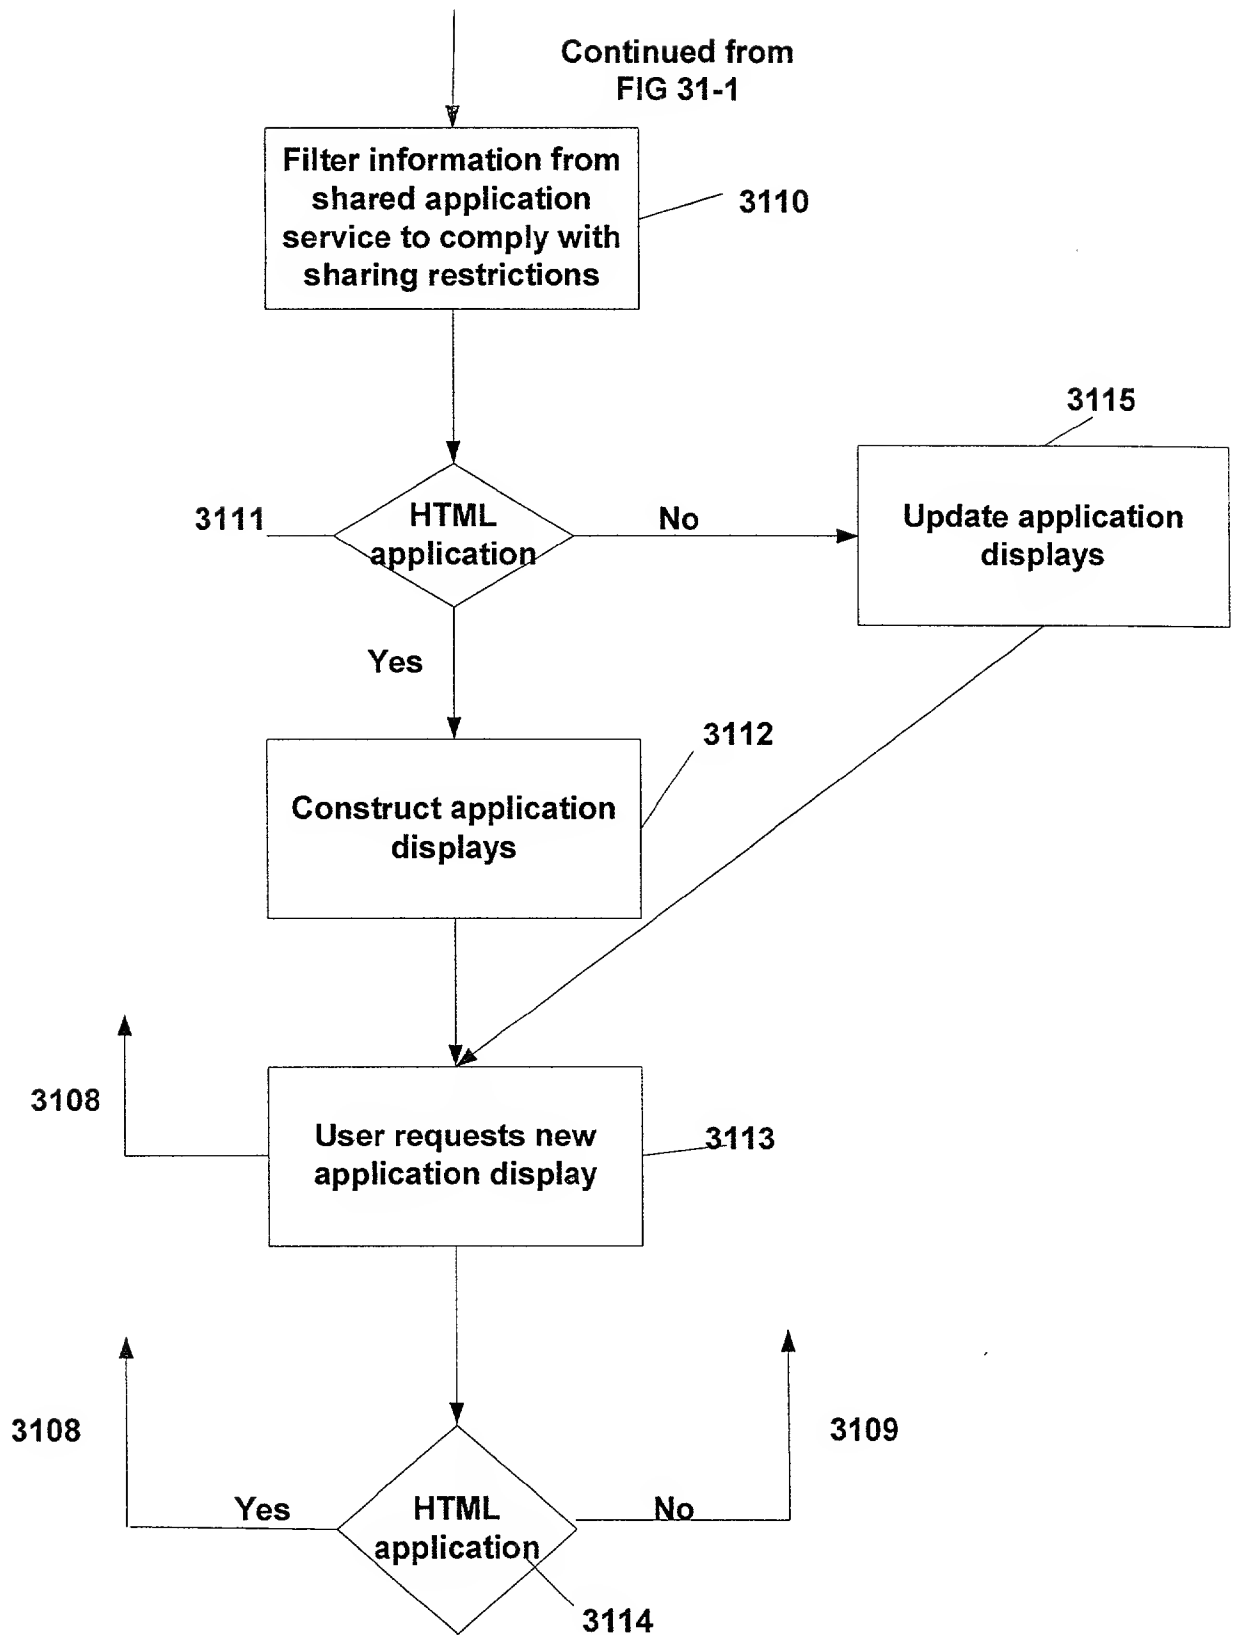 Continued from
FIG 31-1
Filter information from
shared application
service to comply with
sharing restrictions
3110
3115
3111
HTML
application
No
Update application
displays
Yes
3112
Construct application
displays
3108
User requests new
application display
3113
3108
3109
Yes
HTML
application
No
3114